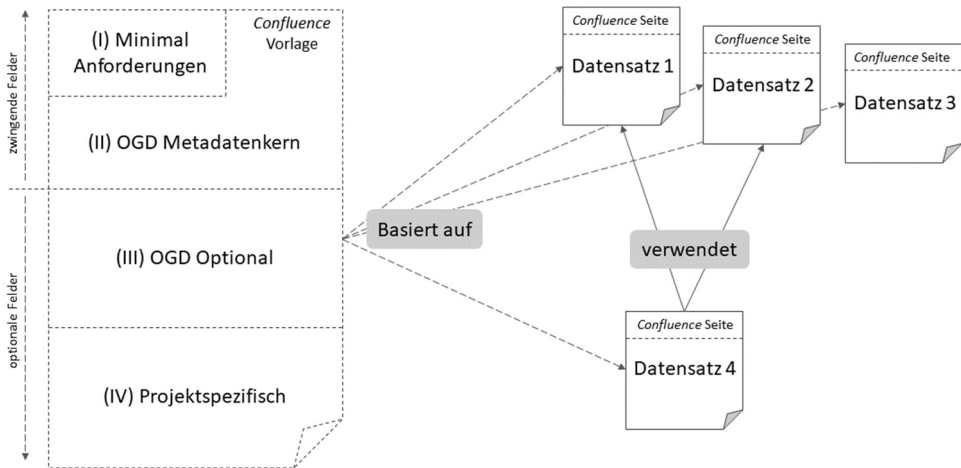 Confluence
Vorlage
(I) Minimal
Anforderungen
(II) OGD Metadatenkern
(III) OGD Optional
(IV) Projektspezifisch
zwingende Felder
optionale Felder
Basiert auf
verwendet
Confluence Seite
Datensatz 1
Confluence Seite
Datensatz 2
Confluence Seite
Datensatz 3
Confluence Seite
Datensatz 4